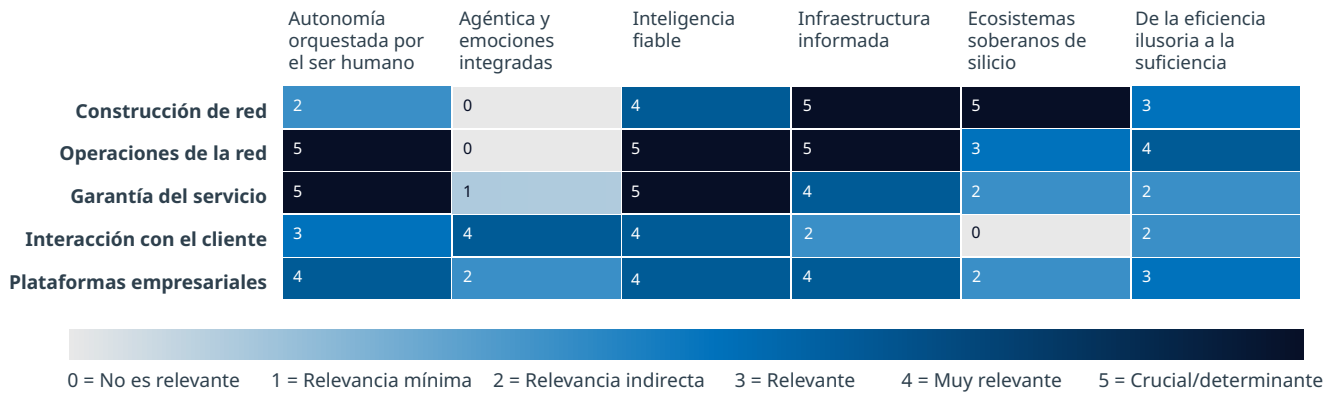 Autonomía
orquestada por
el ser humano
Agéntica y
emociones
integradas
Inteligencia
fiable
Infraestructura
informada
Ecosistemas
soberanos de
silicio
De la eficiencia
ilusoria a la
suficiencia
Construcción de red 2 0 4 5 5 3
Operaciones de la red 5 0 5 5 3 4
Garantía del servicio 5 1 5 4 2 2
Interacción con el cliente 3 4 4 2 0 2
Plataformas empresariales 4 2 4 4 2 3
0 = No es relevante 1 = Relevancia mínima 2 = Relevancia indirecta 3 = Relevante 4 = Muy relevante 5 = Crucial/determinante